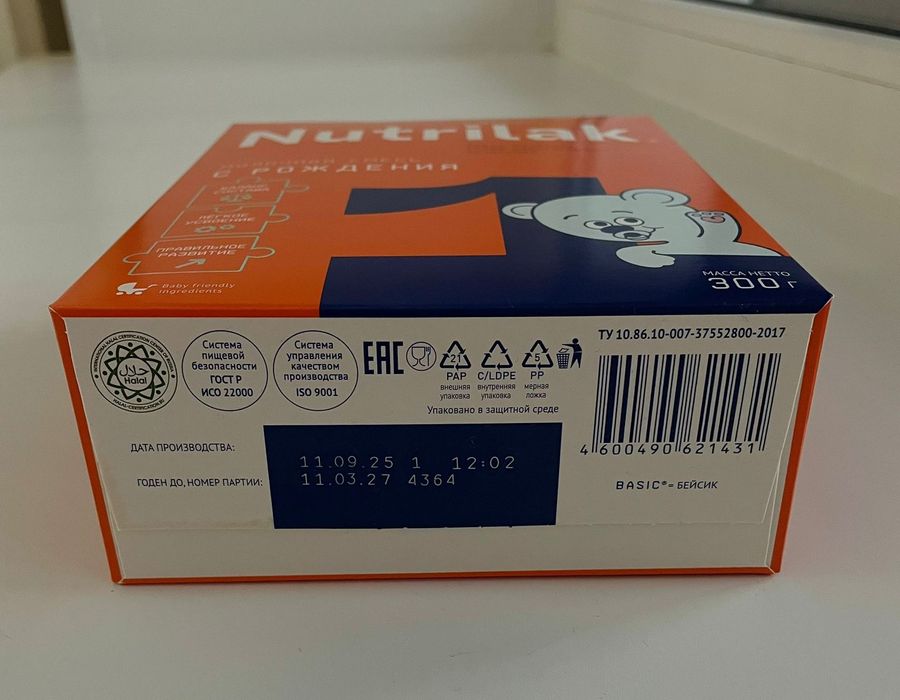 Nutrilak
С РОЖДЕНИЯ
1
ЛЁГКОЕ
УСВОЕНИЕ
ПРАВИЛЬНОЕ
РАЗВИТИЕ
Baby friendly
ingredients
МАССА НЕТТО
300 г
حلال
Halal
Система
пищевой
безопасности
ГОСТ Р
ИСО 22000
Система
управления
качеством
производства
ISO 9001
EAC
21
PAP
внешняя
упаковка
C/LDPE
внутренняя
упаковка
5
PP
мерная
ложка
Упаковано в защитной среде
ТУ 10.86.10-007-37552800-2017
4 600490 621431
BASIC®= БЕЙСИК
ДАТА ПРОИЗВОДСТВА:
11.09.25 1 12:02
ГОДЕН ДО, НОМЕР ПАРТИИ:
11.03.27 4364